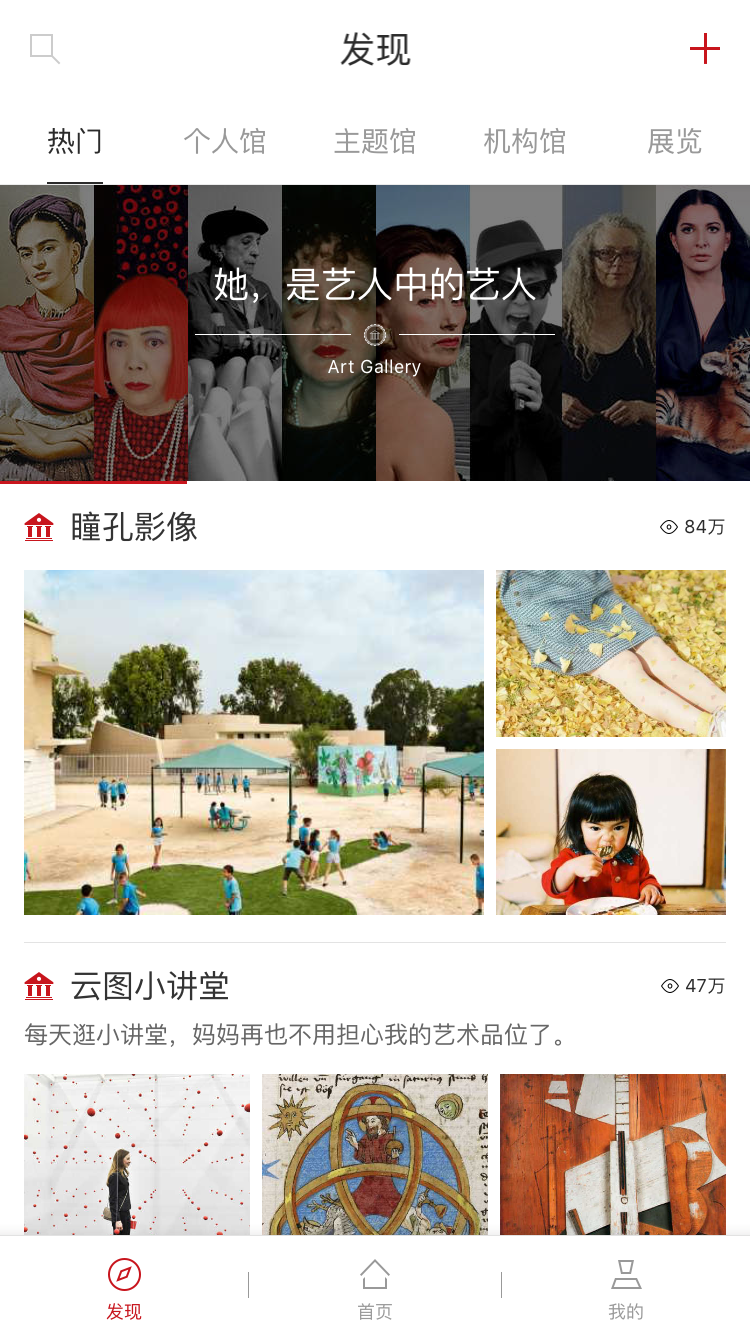 发现
热门
个人馆
主题馆
机构馆
展览
她，是艺人中的艺人
Art Gallery
瞳孔影像
84万
云图小讲堂
47万
每天逛小讲堂，妈妈再也不用担心我的艺术品位了。
发现
首页
我的